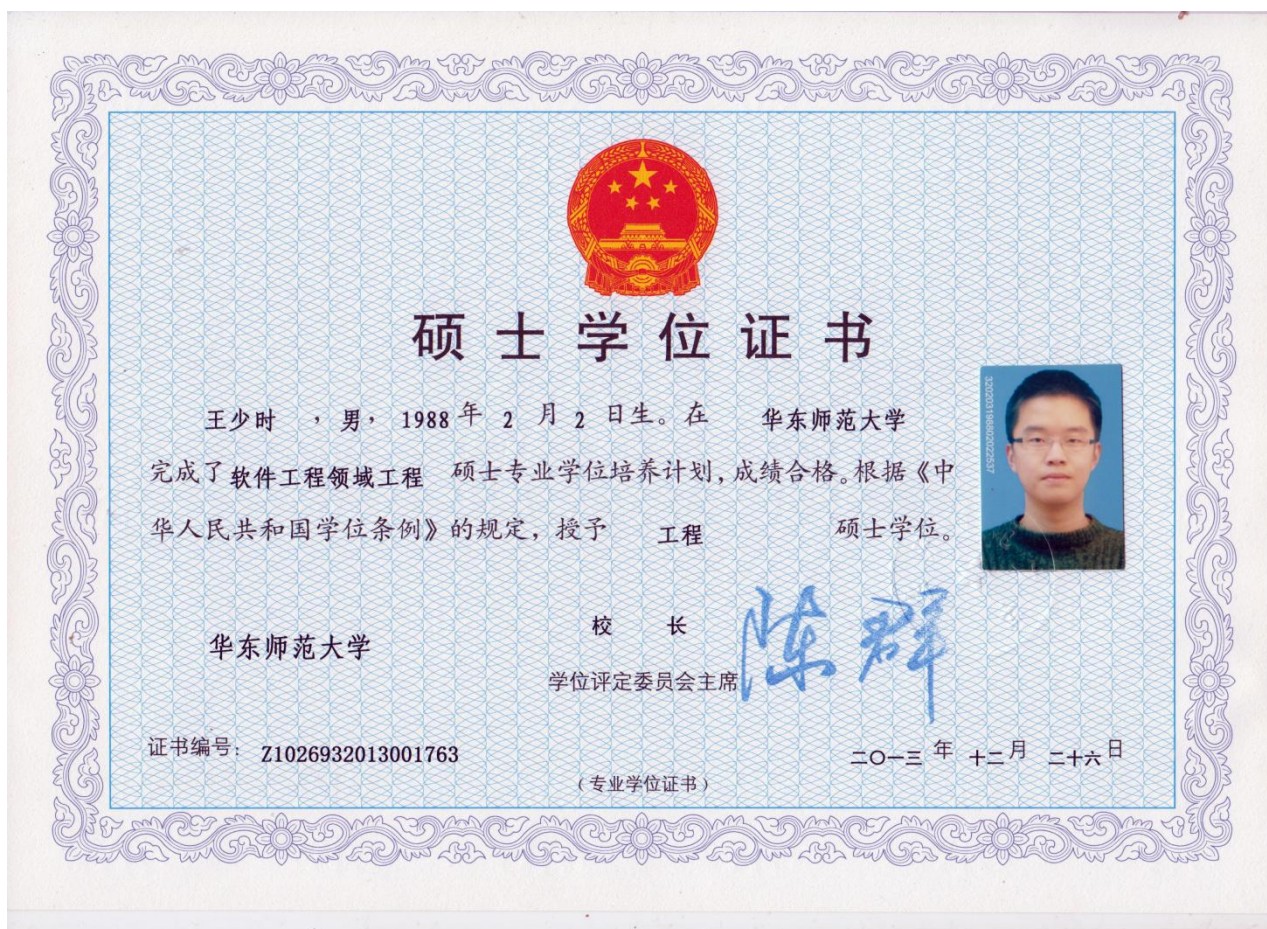 硕士学位证书
王少时 ，男，1988年 2 月 2 日生。在 华东师范大学
完成了软件工程领域工程 硕士专业学位培养计划，成绩合格。根据《中
华人民共和国学位条例》的规定，授予 工程 硕士学位。
320203198802022537
华东师范大学
校 长
学位评定委员会主席
陈群
证书编号：Z1026932013001763
二〇一三 年 十二月 二十六日
（专业学位证书）